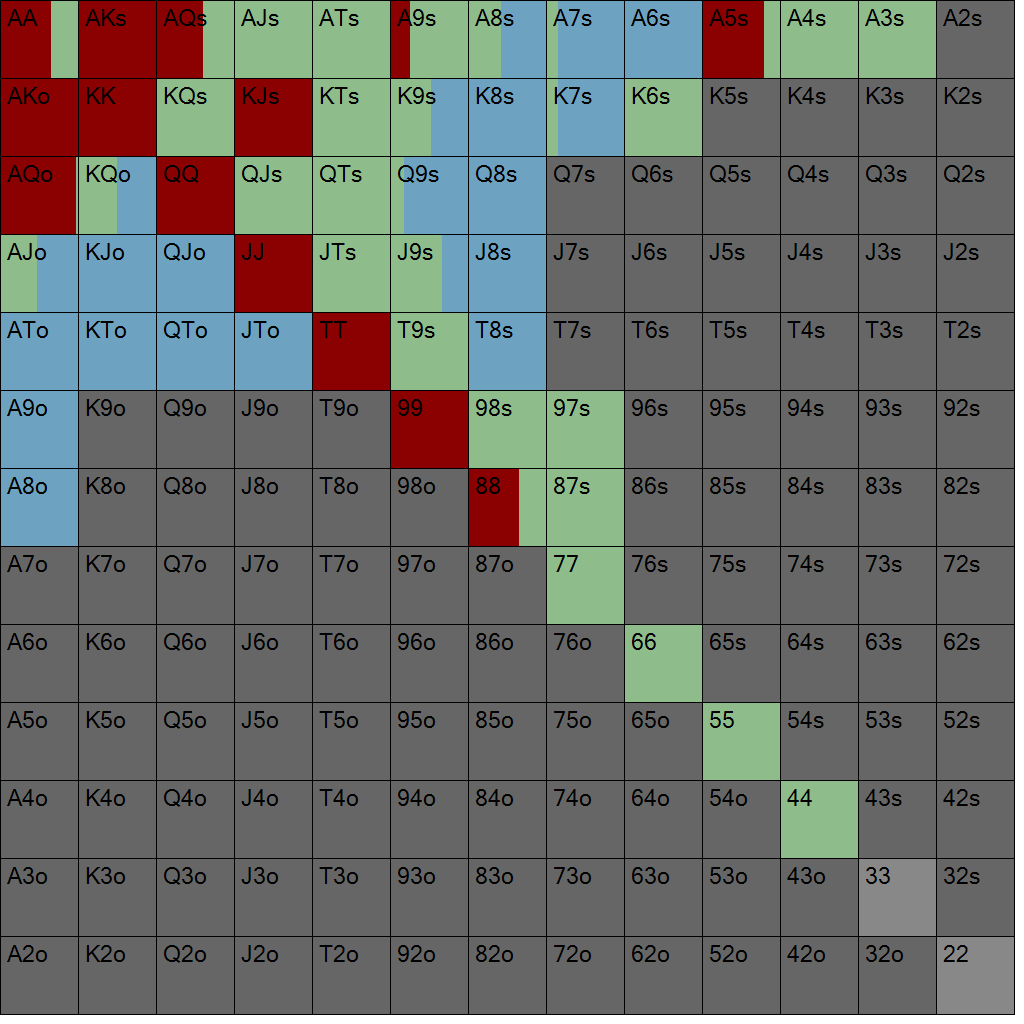 AA AKs AQs AJs ATs A9s A8s A7s A6s A5s A4s A3s A2s
AKo KK KQs KJs KTs K9s K8s K7s K6s K5s K4s K3s K2s
AQo KQo QQ QJs QTs Q9s Q8s Q7s Q6s Q5s Q4s Q3s Q2s
AJo KJo QJo JJ JTs J9s J8s J7s J6s J5s J4s J3s J2s
ATo KTo QTo JTo TT T9s T8s T7s T6s T5s T4s T3s T2s
A9o K9o Q9o J9o T9o 99 98s 97s 96s 95s 94s 93s 92s
A8o K8o Q8o J8o T8o 98o 88 87s 86s 85s 84s 83s 82s
A7o K7o Q7o J7o T7o 97o 87o 77 76s 75s 74s 73s 72s
A6o K6o Q6o J6o T6o 96o 86o 76o 66 65s 64s 63s 62s
A5o K5o Q5o J5o T5o 95o 85o 75o 65o 55 54s 53s 52s
A4o K4o Q4o J4o T4o 94o 84o 74o 64o 54o 44 43s 42s
A3o K3o Q3o J3o T3o 93o 83o 73o 63o 53o 43o 33 32s
A2o K2o Q2o J2o T2o 92o 82o 72o 62o 52o 42o 32o 22